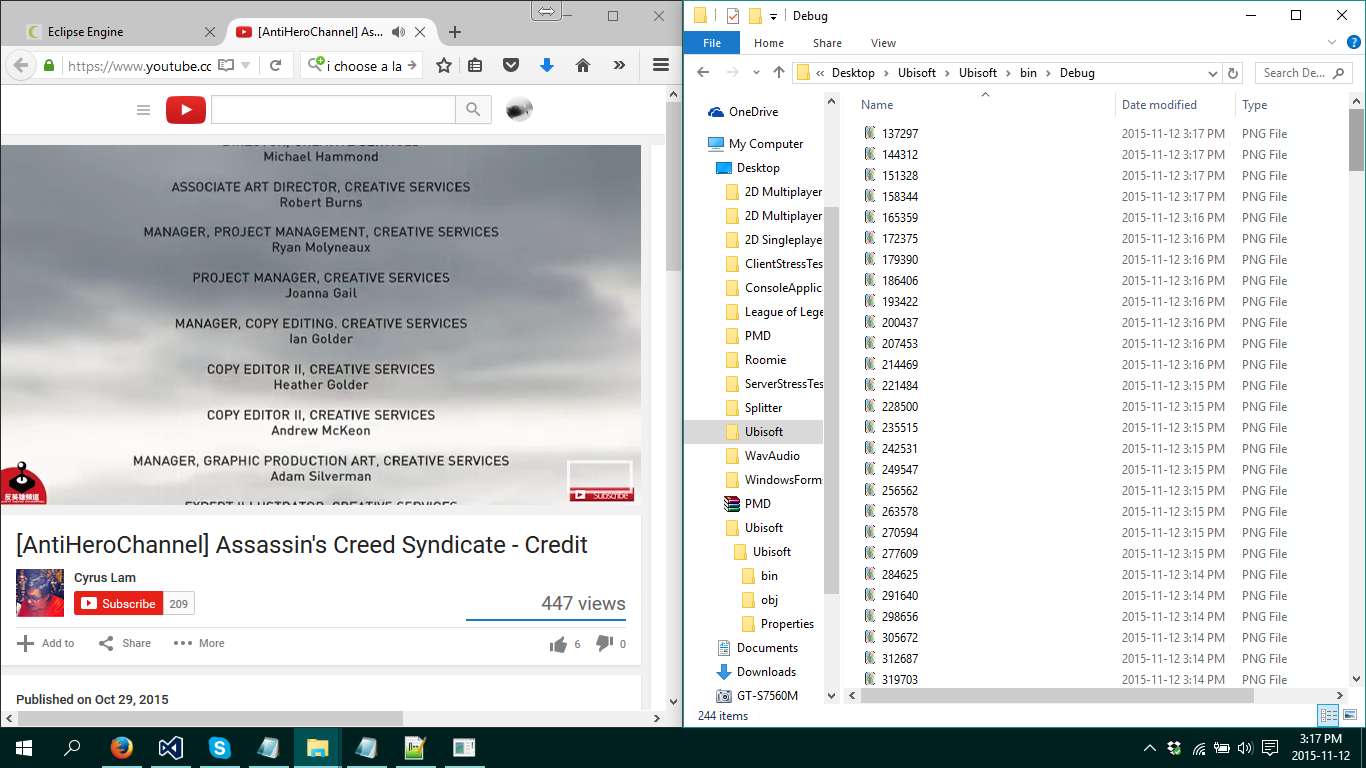 Eclipse Engine
[AntiHeroChannel] As...
https://www.youtube.cc
i choose a la
DIRECTOR, CREATIVE SERVICES
Michael Hammond
ASSOCIATE ART DIRECTOR, CREATIVE SERVICES
Robert Burns
MANAGER, PROJECT MANAGEMENT, CREATIVE SERVICES
Ryan Molyneaux
PROJECT MANAGER, CREATIVE SERVICES
Joanna Gail
MANAGER, COPY EDITING. CREATIVE SERVICES
Ian Golder
COPY EDITOR II, CREATIVE SERVICES
Heather Golder
COPY EDITOR II, CREATIVE SERVICES
Andrew McKeon
MANAGER, GRAPHIC PRODUCTION ART, CREATIVE SERVICES
Adam Silverman
EXPERT ILLUSTRATOR, CREATIVE SERVICES
反英雄頻道
Subscribe
[AntiHeroChannel] Assassin's Creed Syndicate - Credit
Cyrus Lam
Subscribe 209
447 views
Add to Share More 6 0
Published on Oct 29, 2015
Debug
File Home Share View
« Desktop › Ubisoft › Ubisoft › bin › Debug
Search De...
OneDrive
My Computer
Desktop
2D Multiplayer
2D Multiplayer
2D Singleplaye
ClientStressTes
ConsoleApplic
League of Lege
PMD
Roomie
ServerStressTes
Splitter
Ubisoft
WavAudio
WindowsForm
PMD
Ubisoft
Ubisoft
bin
obj
Properties
Documents
Downloads
GT-S7560M
Name Date modified Type
137297 2015-11-12 3:17 PM PNG File
144312 2015-11-12 3:17 PM PNG File
151328 2015-11-12 3:17 PM PNG File
158344 2015-11-12 3:17 PM PNG File
165359 2015-11-12 3:16 PM PNG File
172375 2015-11-12 3:16 PM PNG File
179390 2015-11-12 3:16 PM PNG File
186406 2015-11-12 3:16 PM PNG File
193422 2015-11-12 3:16 PM PNG File
200437 2015-11-12 3:16 PM PNG File
207453 2015-11-12 3:16 PM PNG File
214469 2015-11-12 3:16 PM PNG File
221484 2015-11-12 3:15 PM PNG File
228500 2015-11-12 3:15 PM PNG File
235515 2015-11-12 3:15 PM PNG File
242531 2015-11-12 3:15 PM PNG File
249547 2015-11-12 3:15 PM PNG File
256562 2015-11-12 3:15 PM PNG File
263578 2015-11-12 3:15 PM PNG File
270594 2015-11-12 3:15 PM PNG File
277609 2015-11-12 3:15 PM PNG File
284625 2015-11-12 3:14 PM PNG File
291640 2015-11-12 3:14 PM PNG File
298656 2015-11-12 3:14 PM PNG File
305672 2015-11-12 3:14 PM PNG File
312687 2015-11-12 3:14 PM PNG File
319703 2015-11-12 3:14 PM PNG File
244 items
3:17 PM
2015-11-12